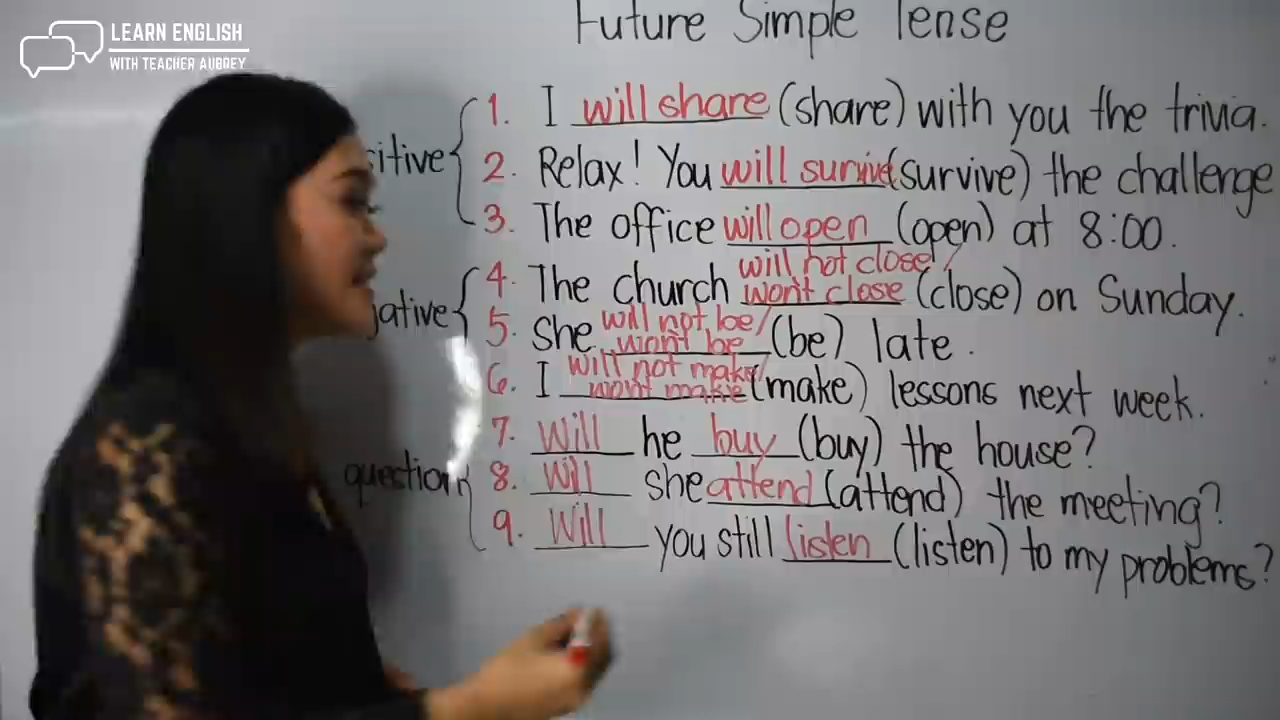 LEARN ENGLISH
WITH TEACHER AUBREY
Future Simple Tense
sitive
1. I will share (share) with you the trivia.
2. Relax! You will survive (survive) the challenge
3. The office will open (open) at 8:00.
gative
4. The church will not close/ won't close (close) on Sunday.
5. She will not be/ won't be (be) late.
6. I will not make/ wont make (make) lessons next week.
question
7. Will he buy (buy) the house?
8. Will she attend (attend) the meeting?
9. Will you still listen (listen) to my problems?